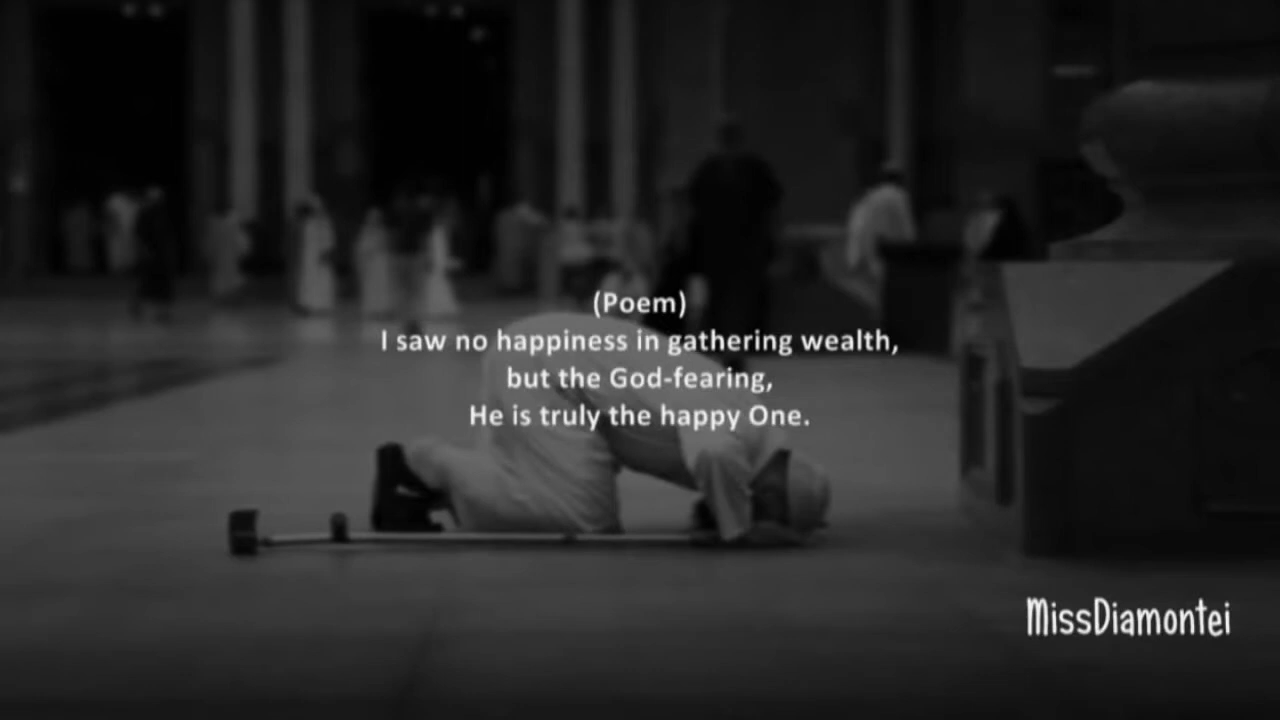 (Poem)
I saw no happiness in gathering wealth,
but the God-fearing,
He is truly the happy One.
MissDiamontei